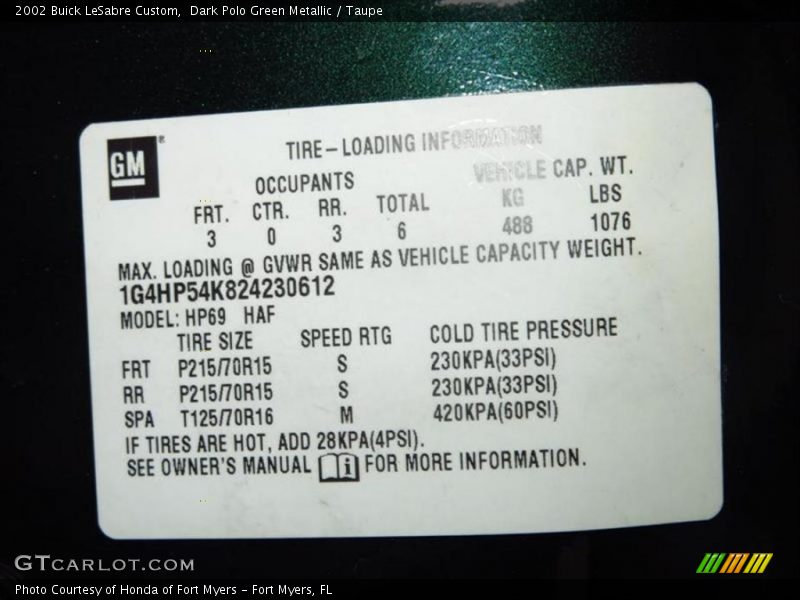 2002 Buick LeSabre Custom,  Dark Polo Green Metallic / Taupe
GM
TIRE-LOADING INFORMATION
OCCUPANTS VEHICLE CAP. WT.
FRT. CTR. RR. TOTAL KG LBS
3 0 3 6 488 1076
MAX. LOADING @ GVWR SAME AS VEHICLE CAPACITY WEIGHT.
1G4HP54K824230612
MODEL: HP69 HAF
TIRE SIZE SPEED RTG COLD TIRE PRESSURE
FRT P215/70R15 S 230KPA(33PSI)
RR P215/70R15 S 230KPA(33PSI)
SPA T125/70R16 M 420KPA(60PSI)
IF TIRES ARE HOT, ADD 28KPA(4PSI).
SEE OWNER'S MANUAL i FOR MORE INFORMATION.
GTCARLOT.COM
Photo Courtesy of Honda of Fort Myers - Fort Myers, FL